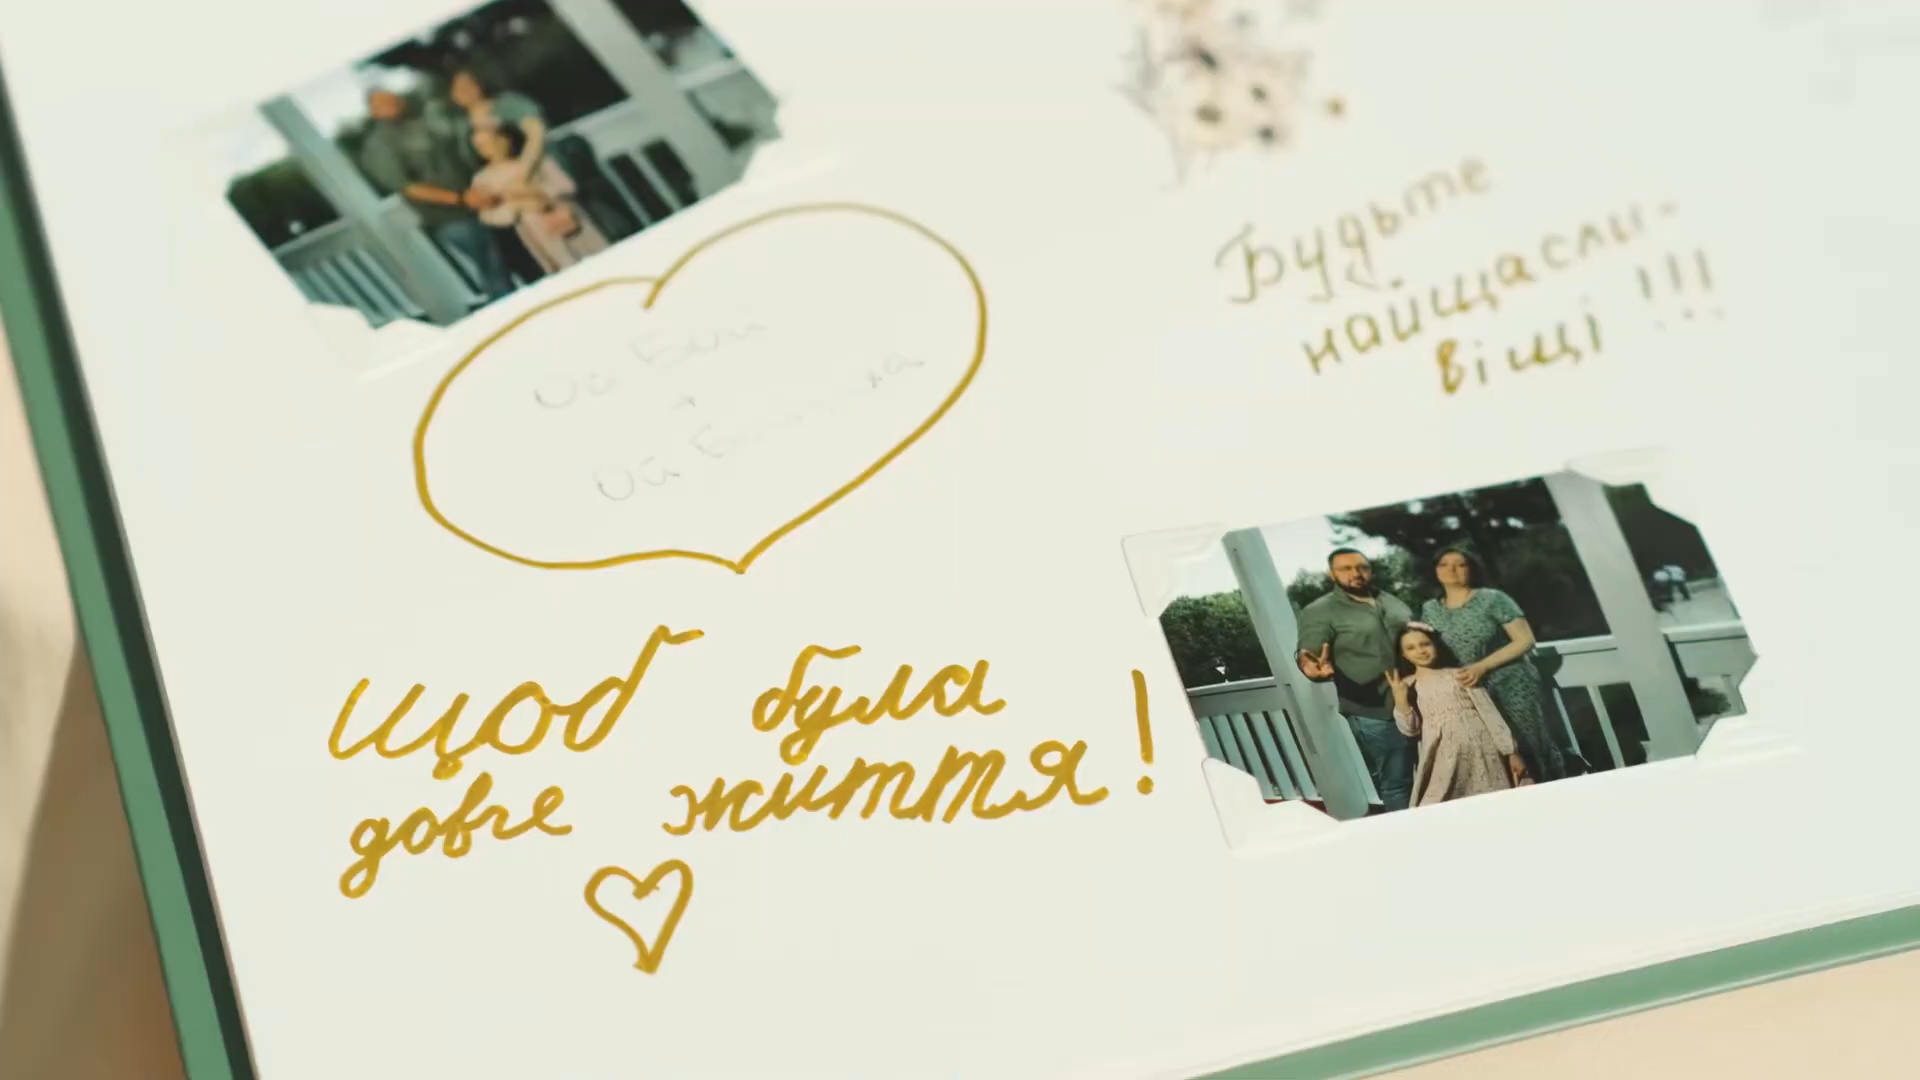 Будьте
найщасли-
віші !!!
Щоб була
довге життя!